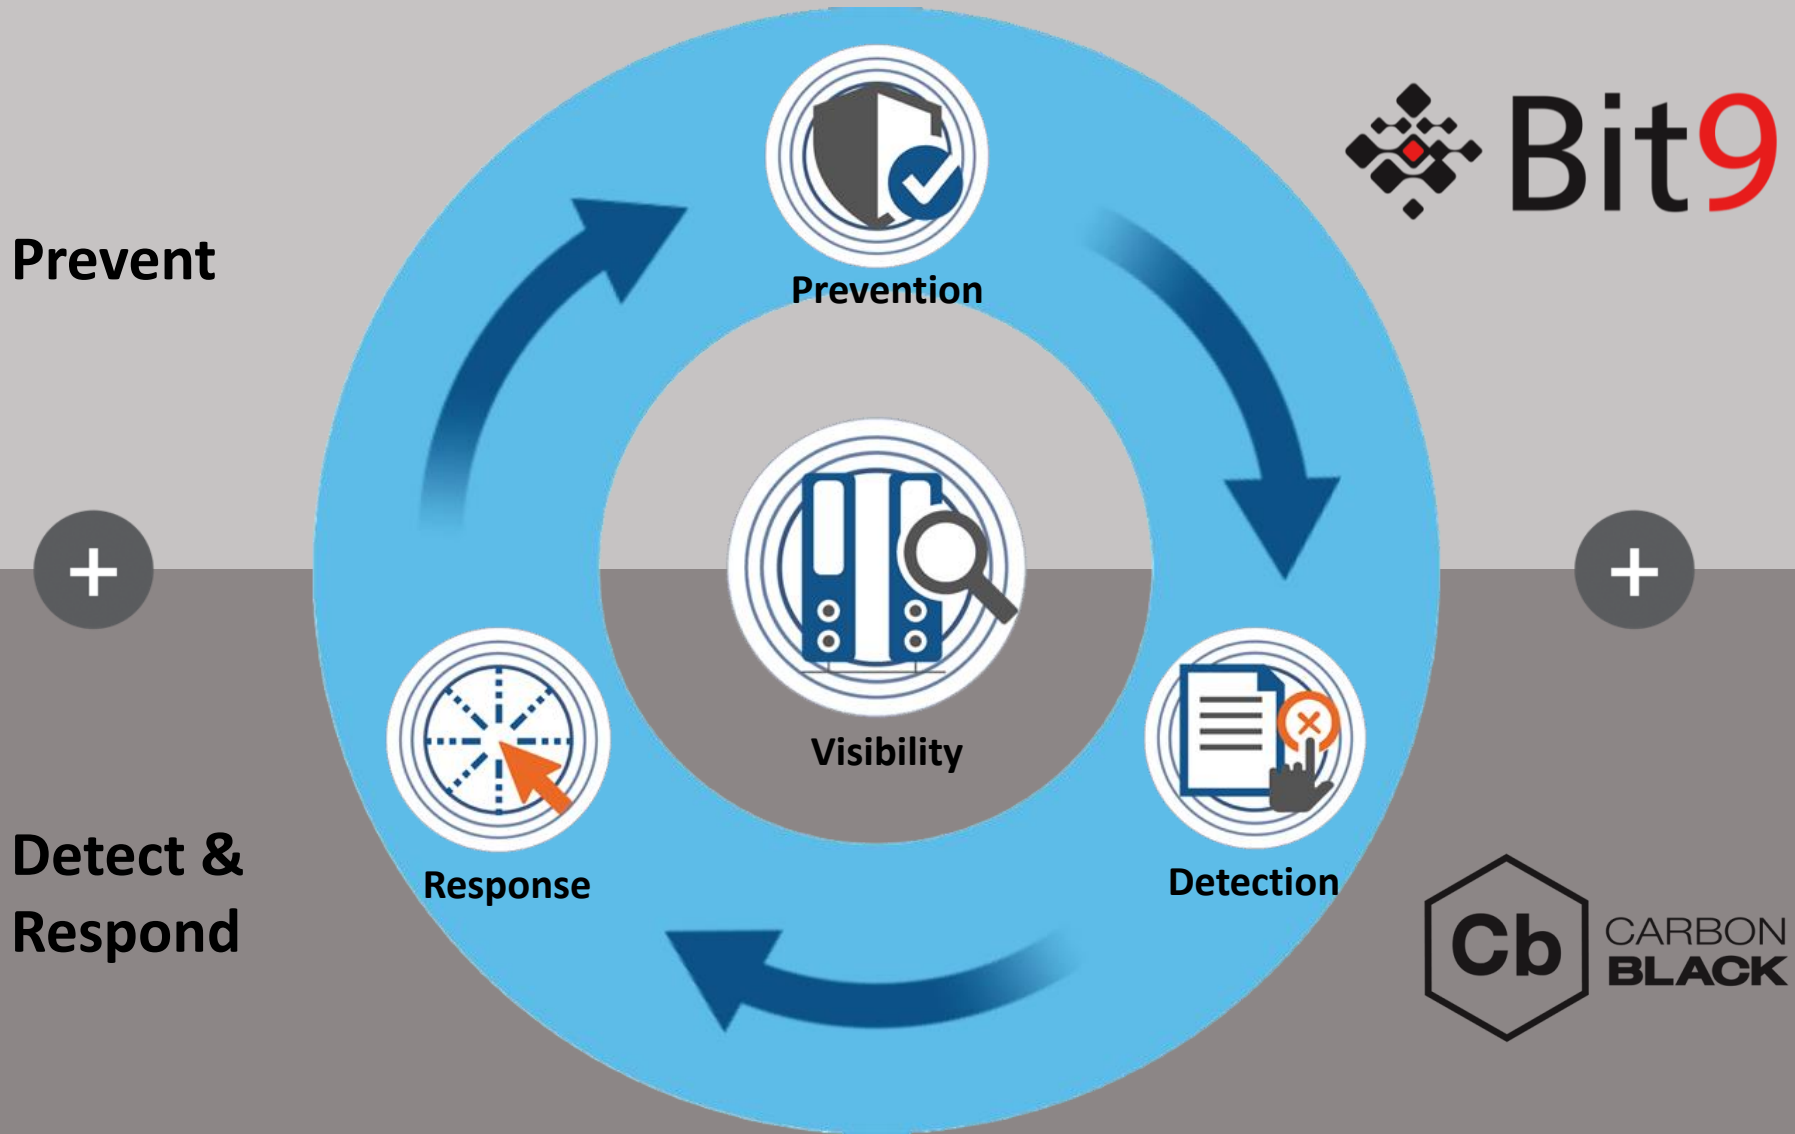 Bit9
Prevent
Prevention
+
+
Visibility
Detect &
Respond
Response
Detection
Cb
CARBON
BLACK